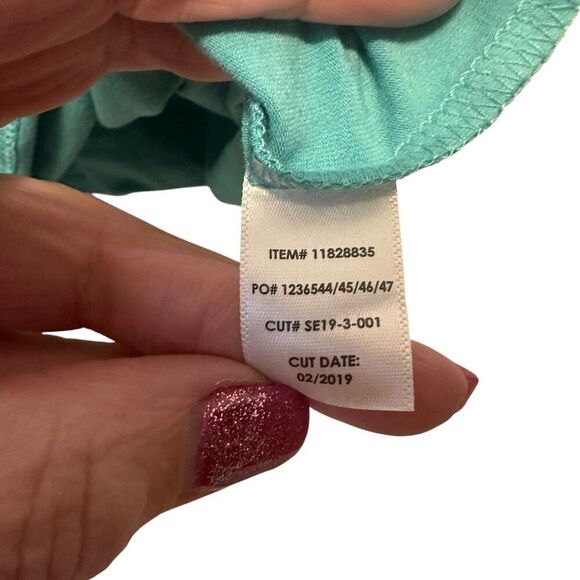 ITEM# 11828835
PO# 1236544/45/46/47
CUT# SE19-3-001
CUT DATE:
02/2019